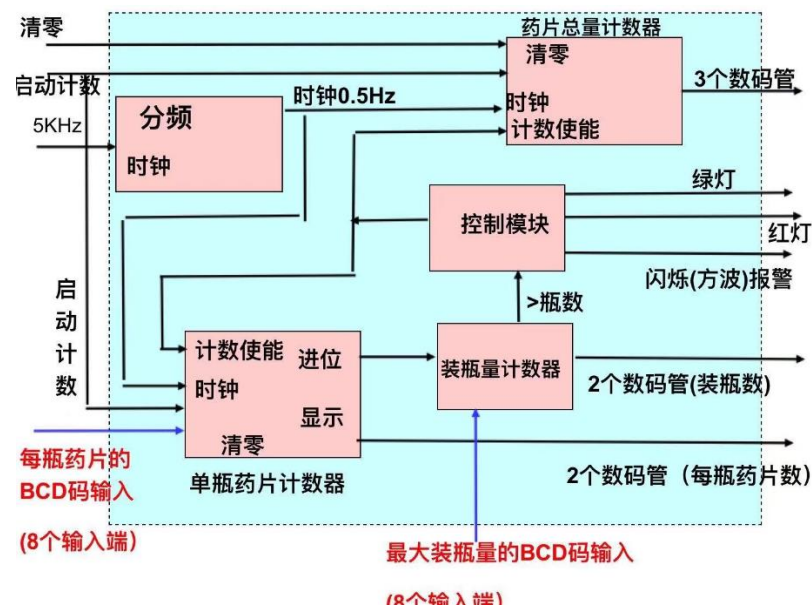 清零
药片总量计数器
清零
启动计数
时钟0.5Hz
3个数码管
分频
时钟
5KHz
计数使能
时钟
绿灯
控制模块
红灯
闪烁(方波)报警
启动计数
>瓶数
计数使能
进位
装瓶量计数器
时钟
2个数码管(装瓶数)
显示
清零
每瓶药片的
BCD码输入
(8个输入端)
单瓶药片计数器
2个数码管（每瓶药片数)
最大装瓶量的BCD码输入
(8个输入端)